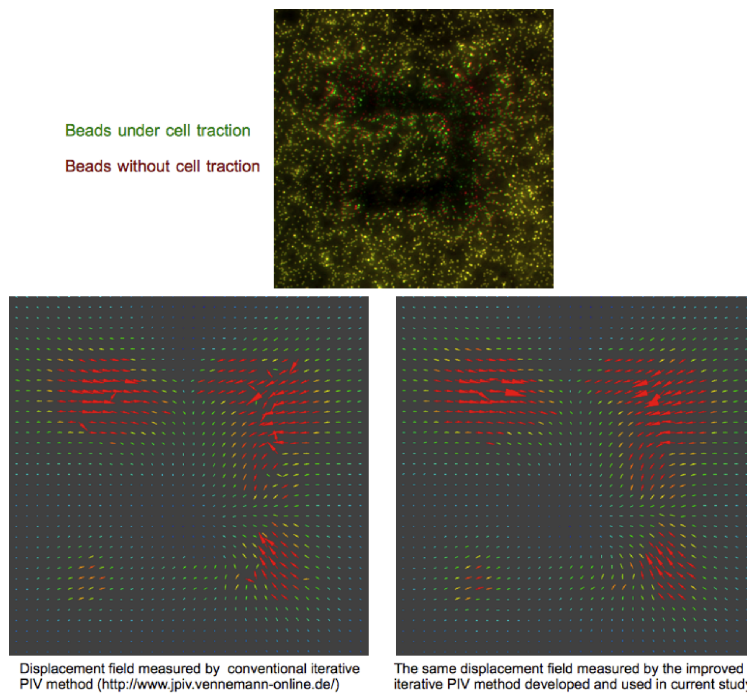 Beads under cell traction
Beads without cell traction
Displacement field measured by conventional iterative
PIV method (http://www.jpiv.vennemann-online.de/)
The same displacement field measured by the improved
iterative PIV method developed and used in current stud